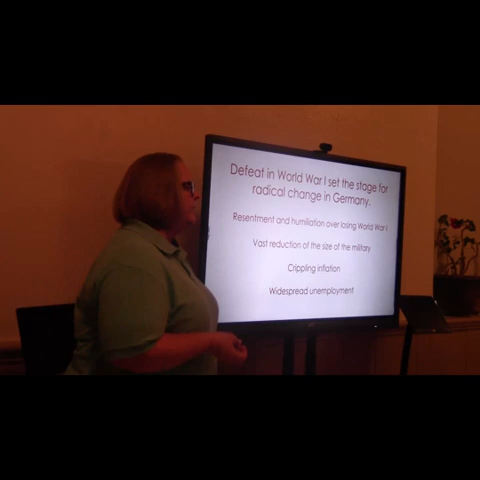 Defeat in World War I set the stage for
radical change in Germany.
Resentment and humiliation over losing World War I
Vast reduction of the size of the military
Crippling inflation
Widespread unemployment